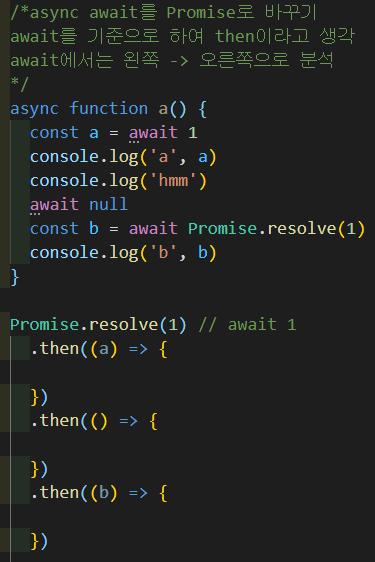 /*async await를 Promise로 바꾸기
await를 기준으로 하여 then이라고 생각
await에서는 왼쪽 -> 오른쪽으로 분석
*/
async function a() {
const a = await 1
console.log('a', a)
console.log('hmm')
await null
const b = await Promise.resolve(1)
console.log('b', b)
}
Promise.resolve(1) // await 1
.then((a) => {
})
.then(() => {
})
.then((b) => {
})